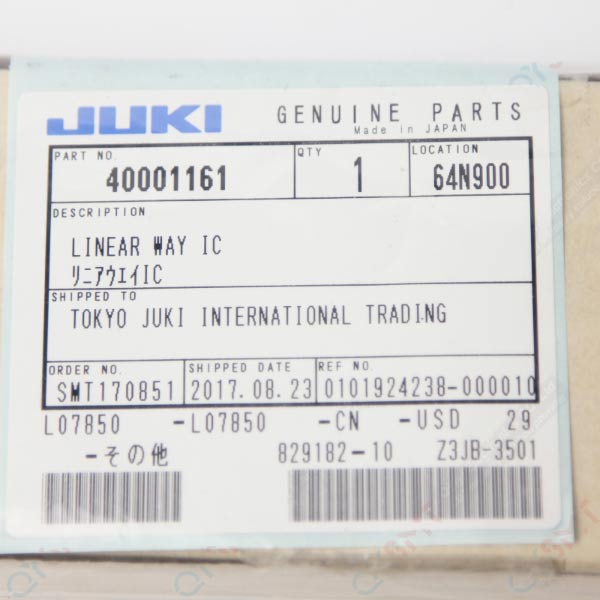 JUKI GENUINE PARTS
Made in JAPAN
PART NO. QTY LOCATION
40001161 1 64N900
DESCRIPTION
LINEAR WAY IC
リニアウエイIC
SHIPPED TO
TOKYO JUKI INTERNATIONAL TRADING
ORDER NO. SHIPPED DATE REF NO.
SMT170851 2017.08.23 0101924238-000010
L07850 -L07850 -CN -USD 29
-その他 829182-10 Z3JB-3501